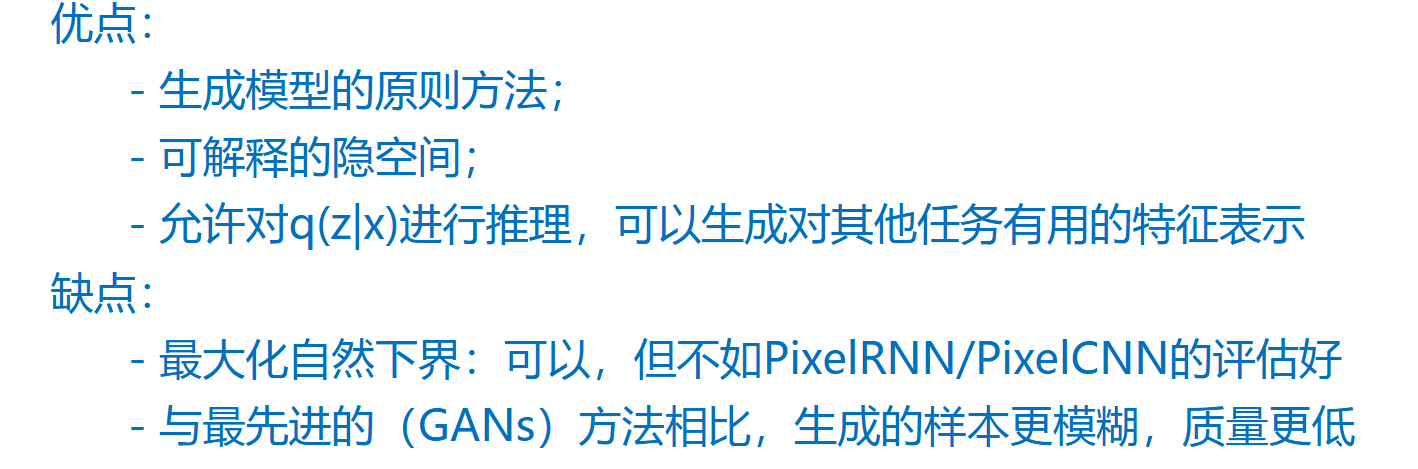 优点：
- 生成模型的原则方法；
- 可解释的隐空间；
- 允许对q(z|x)进行推理，可以生成对其他任务有用的特征表示
缺点：
- 最大化自然下界：可以，但不如PixelRNN/PixelCNN的评估好
- 与最先进的（GANs）方法相比，生成的样本更模糊，质量更低